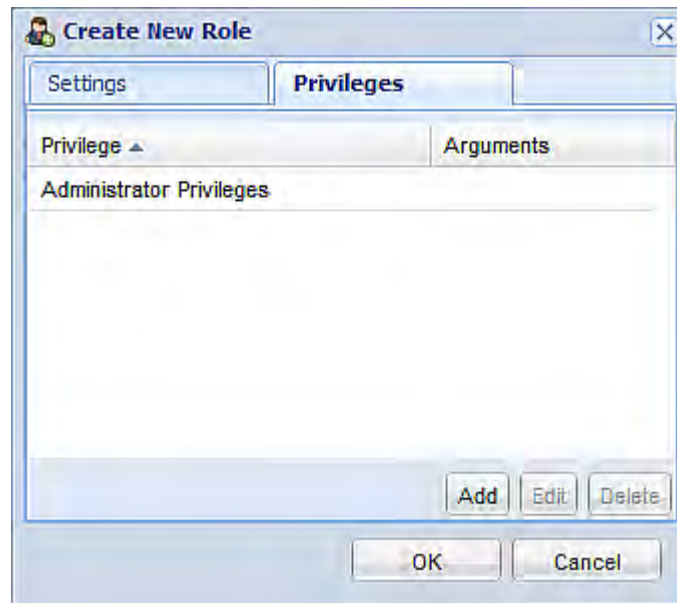 Create New Role
Settings Privileges
Privilege Arguments
Administrator Privileges
Add Edit Delete
OK Cancel